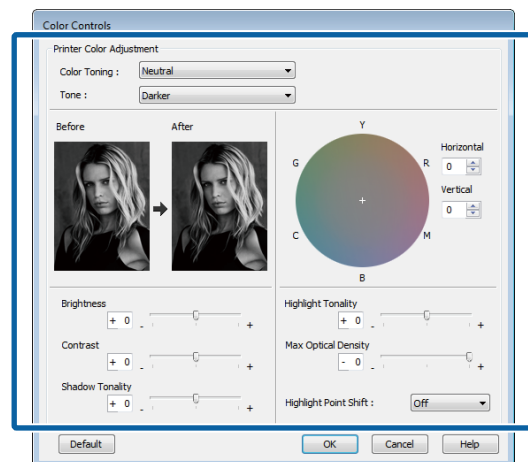 Color Controls
Printer Color Adjustment
Color Toning : Neutral
Tone : Darker
Before After
Y
G R
C M
B
Horizontal
0
Vertical
0
Brightness
+ 0 - +
Contrast
+ 0 - +
Shadow Tonality
+ 0 - +
Highlight Tonality
+ 0 - +
Max Optical Density
- 0 - +
Highlight Point Shift : Off
Default OK Cancel Help